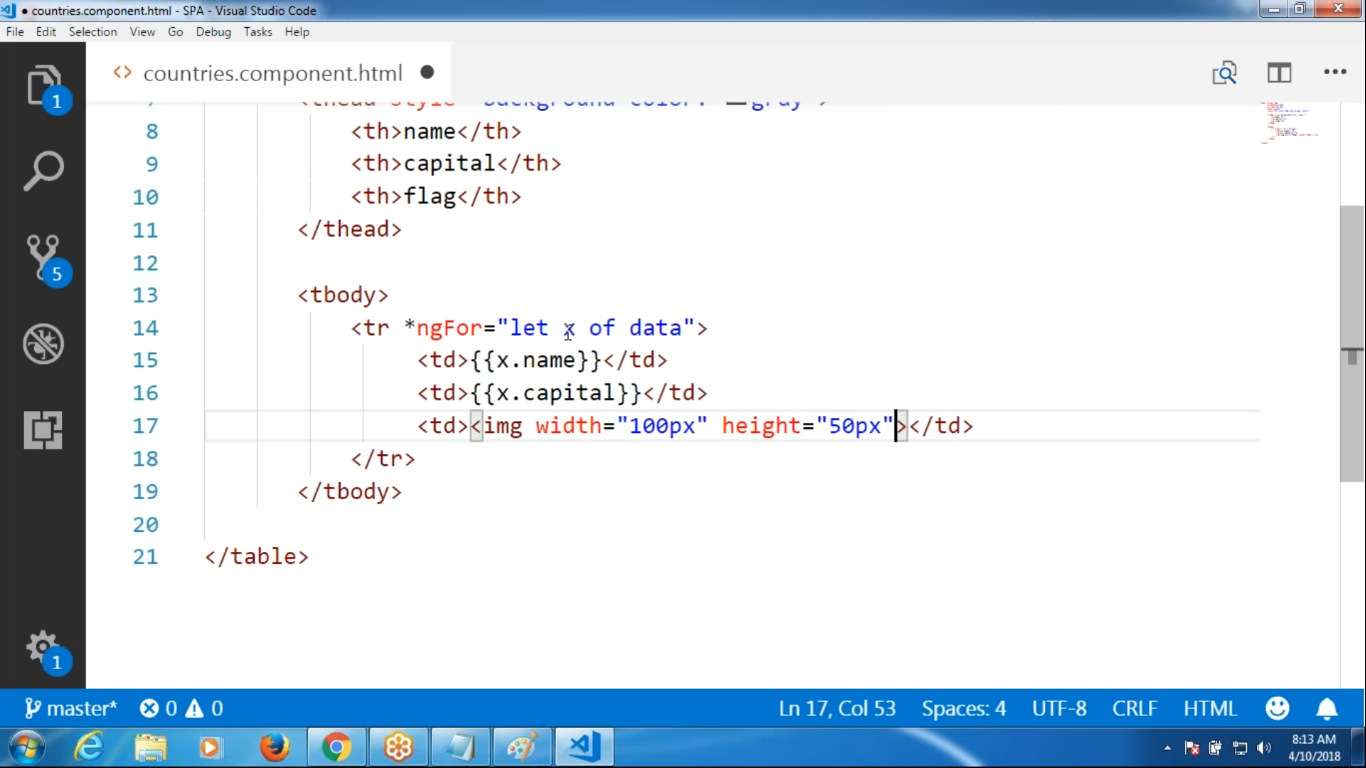 countries.component.html - SPA - Visual Studio Code
File Edit Selection View Go Debug Tasks Help
1 <> countries.component.html
8 <th>name</th>
9 <th>capital</th>
10 <th>flag</th>
11 </thead>
12
13 <tbody>
14 <tr *ngFor="let x of data">
15 <td>{{x.name}}</td>
16 <td>{{x.capital}}</td>
17 <td><img width="100px" height="50px"></td>
18 </tr>
19 </tbody>
20
21 </table>
5
1
master* 0 0 Ln 17, Col 53 Spaces: 4 UTF-8 CRLF HTML
8:13 AM
4/10/2018